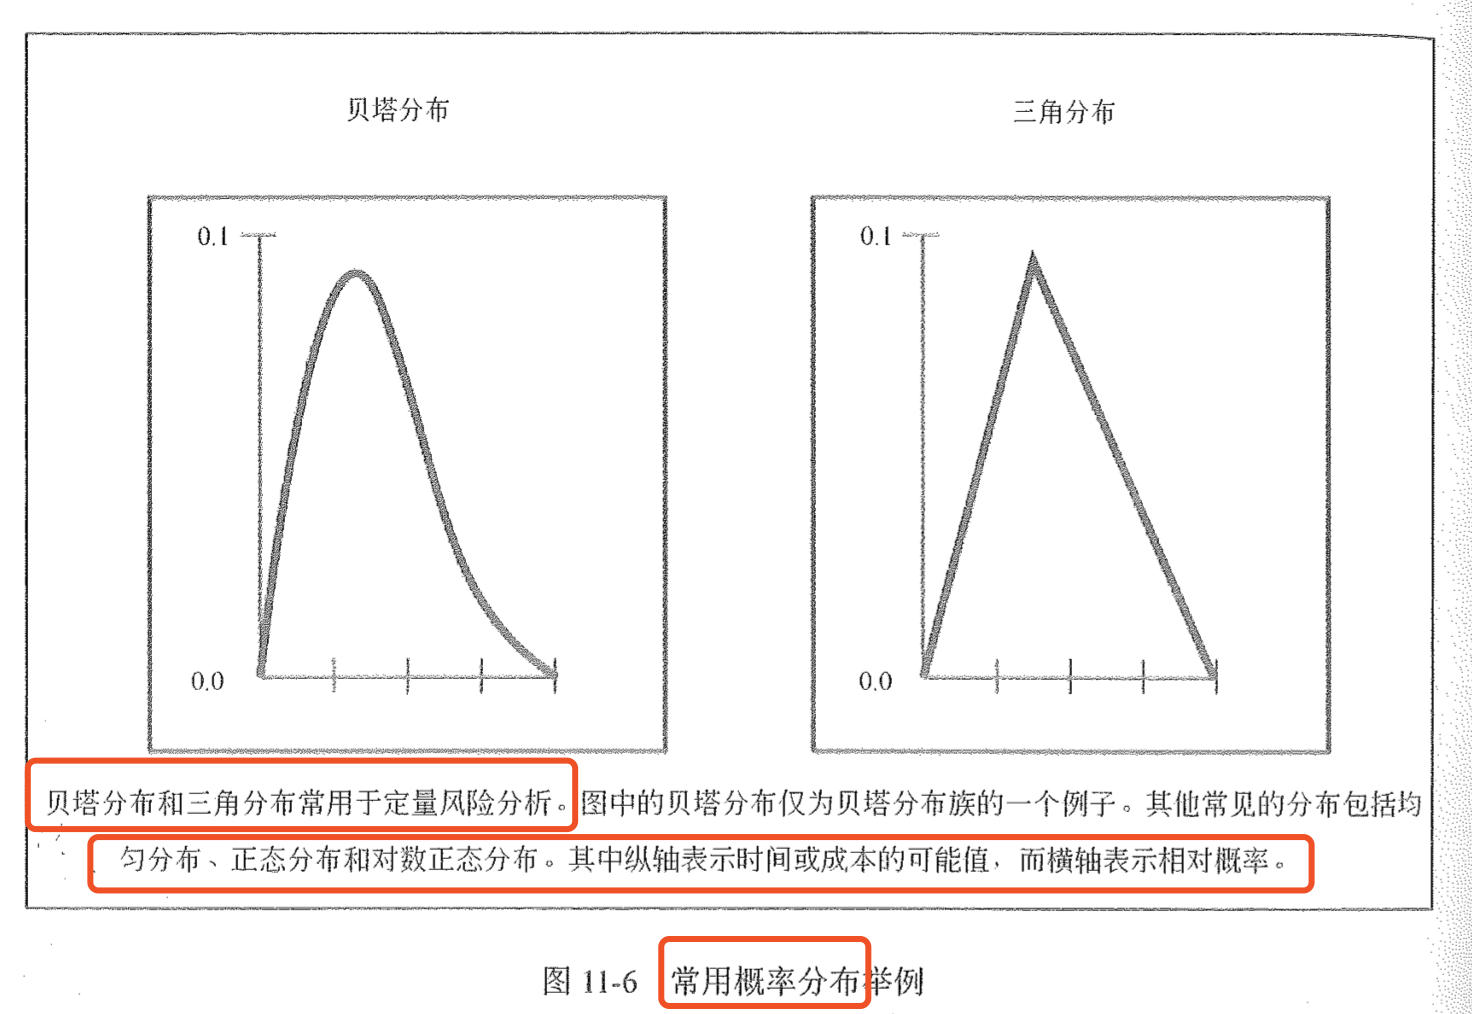 贝塔分布
三角分布
0.1
0.1
0.0
0.0
贝塔分布和三角分布常用于定量风险分析。图中的贝塔分布仅为贝塔分布族的一个例子。其他常见的分布包括均
匀分布、正态分布和对数正态分布。其中纵轴表示时间或成本的可能值，而横轴表示相对概率。
图 11-6 常用概率分布举例